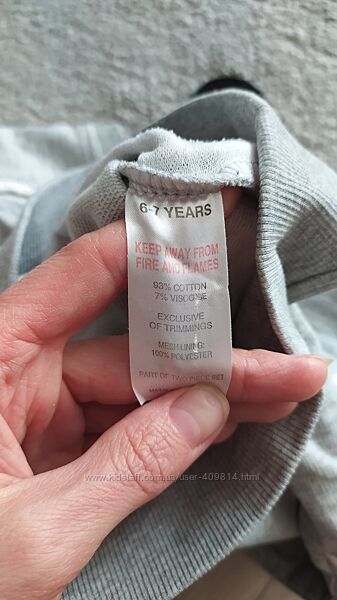 6-7 YEARS
KEEP AWAY FROM
FIRE AND FLAMES
93% COTTON
7% VISCOSE
EXCLUSIVE
OF TRIMMINGS
MESH LINING:
100% POLYESTER
PART OF TWO PIECE SET
www.kidstaff.com.ua/user-409814.html